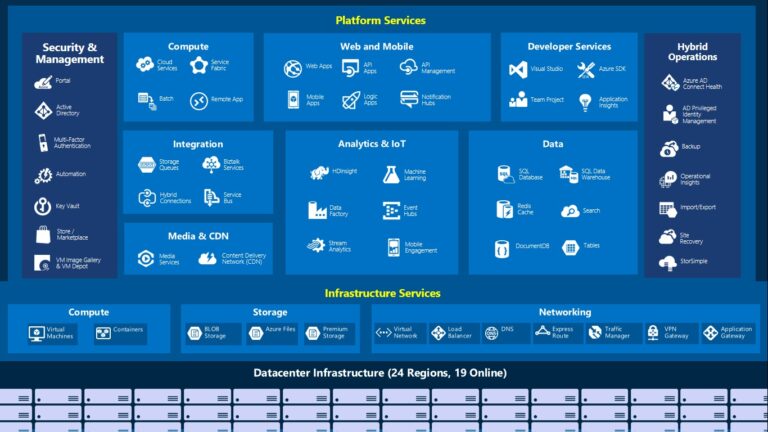 Platform Services
Security &
Management
Portal
Active
Directory
Multi-Factor
Authentication
Automation
Key Vault
Store /
Marketplace
VM Image Gallery
& VM Depot
Compute
Cloud
Services
Service
Fabric
Batch
Remote App
Web and Mobile
Web Apps
API
Apps
API
Management
Mobile
Apps
Logic
Apps
Notification
Hubs
Developer Services
Visual Studio
Azure SDK
Team Project
Application
Insights
Hybrid
Operations
Azure AD
Connect Health
AD Privileged
Identity
Management
Backup
Operational
Insights
Import/Export
Site
Recovery
StorSimple
Integration
Storage
Queues
Biztalk
Services
Hybrid
Connections
Service
Bus
Analytics & IoT
HDInsight
Machine
Learning
Data
Factory
Event
Hubs
Stream
Analytics
Mobile
Engagement
Data
SQL
Database
SQL Data
Warehouse
Redis
Cache
Search
DocumentDB
Tables
Media & CDN
Media
Services
Content Delivery
Network (CDN)
Infrastructure Services
Compute
Virtual
Machines
Containers
Storage
BLOB
Storage
Azure Files
Premium
Storage
Networking
Virtual
Network
Load
Balancer
DNS
Express
Route
Traffic
Manager
VPN
Gateway
Application
Gateway
Datacenter Infrastructure (24 Regions, 19 Online)